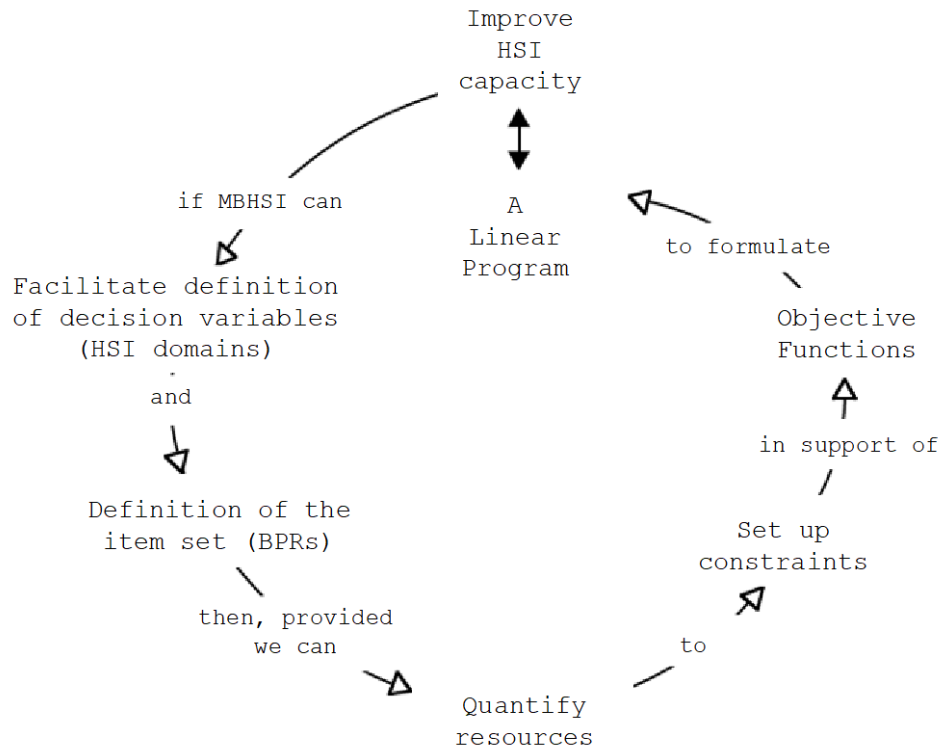 Improve
HSI
capacity
if MBHSI can
Facilitate definition
of decision variables
(HSI domains)
and
Definition of the
item set (BPRs)
then, provided
we can
Quantify
resources
to
Set up
constraints
in support of
Objective
Functions
to formulate
A
Linear
Program